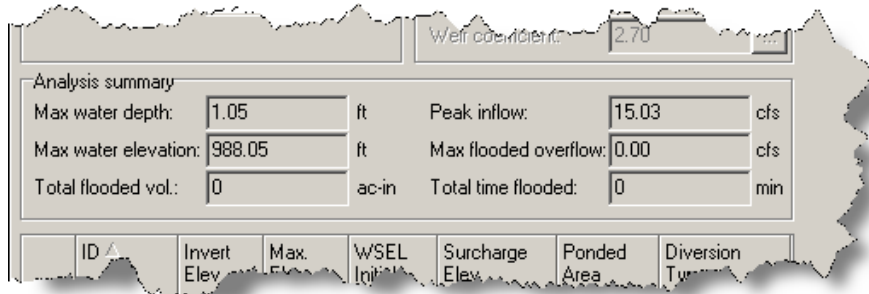 Weir coefficient: 2.70 ...
Analysis summary
Max water depth: 1.05 ft Peak inflow: 15.03 cfs
Max water elevation: 988.05 ft Max flooded overflow: 0.00 cfs
Total flooded vol.: 0 ac-in Total time flooded: 0 min
ID Invert Max. WSEL Surcharge Ponded Diversion
Elev. Initial Elev. Area